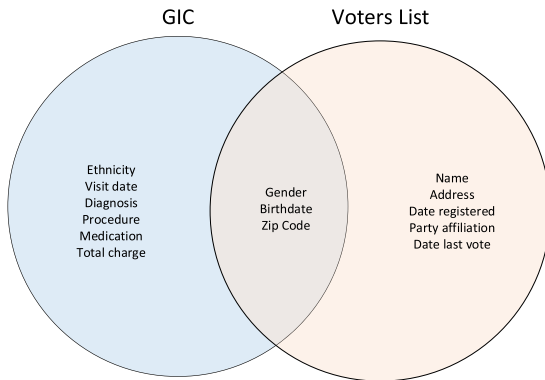 GIC
Voters List
Ethnicity
Visit date
Diagnosis
Procedure
Medication
Total charge
Gender
Birthdate
Zip Code
Name
Address
Date registered
Party affiliation
Date last vote